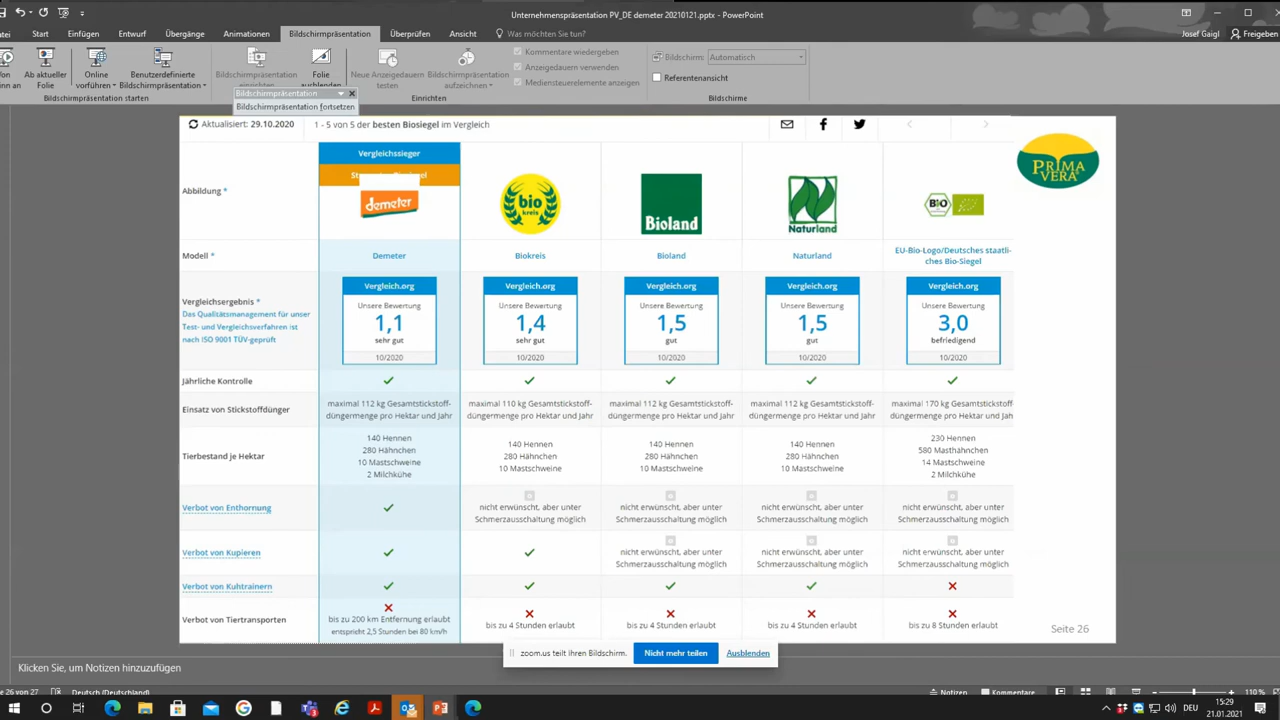 Unternehmenspräsentation PV_DE demeter 20210121.pptx - PowerPoint
Start Einfügen Entwurf Übergänge Animationen Bildschirmpräsentation Überprüfen Ansicht Was möchten Sie tun? Josef Gaigl Freigeben
Ab aktueller Folie
Online vorführen
Benutzerdefinierte Bildschirmpräsentation
Bildschirmpräsentation
Folie ausblenden
Neue Anzeigedauern testen
Bildschirmpräsentation aufzeichnen
Kommentare wiedergeben
Anzeigedauern verwenden
Mediensteuerelemente anzeigen
Bildschirm: Automatisch
Referentenansicht
Bildschirmpräsentation starten
Einrichten
Bildschirme
Bildschirmpräsentation
Bildschirmpräsentation fortsetzen
Aktualisiert: 29.10.2020
1 - 5 von 5 der besten Biosiegel im Vergleich
PRIMA
VERA
Vergleichssieger
Abbildung *
demeter
bio
kreis
Bioland
Naturland
BIO
Modell *
Demeter
Biokreis
Bioland
Naturland
EU-Bio-Logo/Deutsches staatli-
ches Bio-Siegel
Vergleichsergebnis *
Das Qualitätsmanagement für unser
Test- und Vergleichsverfahren ist
nach ISO 9001 TÜV-geprüft
Vergleich.org
Unsere Bewertung
1,1
sehr gut
10/2020
Vergleich.org
Unsere Bewertung
1,4
sehr gut
10/2020
Vergleich.org
Unsere Bewertung
1,5
gut
10/2020
Vergleich.org
Unsere Bewertung
1,5
gut
10/2020
Vergleich.org
Unsere Bewertung
3,0
befriedigend
10/2020
Jährliche Kontrolle
Einsatz von Stickstoffdünger
maximal 112 kg Gesamtstickstoff-
düngermenge pro Hektar und Jahr
maximal 110 kg Gesamtstickstoff-
düngermenge pro Hektar und Jahr
maximal 112 kg Gesamtstickstoff-
düngermenge pro Hektar und Jahr
maximal 112 kg Gesamtstickstoff-
düngermenge pro Hektar und Jahr
maximal 170 kg Gesamtstickstoff-
düngermenge pro Hektar und Jahr
Tierbestand je Hektar
140 Hennen
280 Hähnchen
10 Mastschweine
2 Milchkühe
140 Hennen
280 Hähnchen
10 Mastschweine
140 Hennen
280 Hähnchen
10 Mastschweine
140 Hennen
280 Hähnchen
10 Mastschweine
230 Hennen
580 Masthähnchen
14 Mastschweine
2 Milchkühe
Verbot von Enthornung
nicht erwünscht, aber unter
Schmerzausschaltung möglich
nicht erwünscht, aber unter
Schmerzausschaltung möglich
nicht erwünscht, aber unter
Schmerzausschaltung möglich
nicht erwünscht, aber unter
Schmerzausschaltung möglich
Verbot von Kupieren
nicht erwünscht, aber unter
Schmerzausschaltung möglich
nicht erwünscht, aber unter
Schmerzausschaltung möglich
nicht erwünscht, aber unter
Schmerzausschaltung möglich
Verbot von Kuhtrainern
Verbot von Tiertransporten
bis zu 200 km Entfernung erlaubt
entspricht 2,5 Stunden bei 80 km/h
bis zu 4 Stunden erlaubt
bis zu 4 Stunden erlaubt
bis zu 4 Stunden erlaubt
bis zu 8 Stunden erlaubt
Seite 26
zoom.us teilt ihren Bildschirm. Nicht mehr teilen Ausblenden
Klicken Sie, um Notizen hinzuzufügen
26 von 27 Deutsch (Deutschland) Notizen Kommentare 110 %
DEU
15:29
21.01.2021